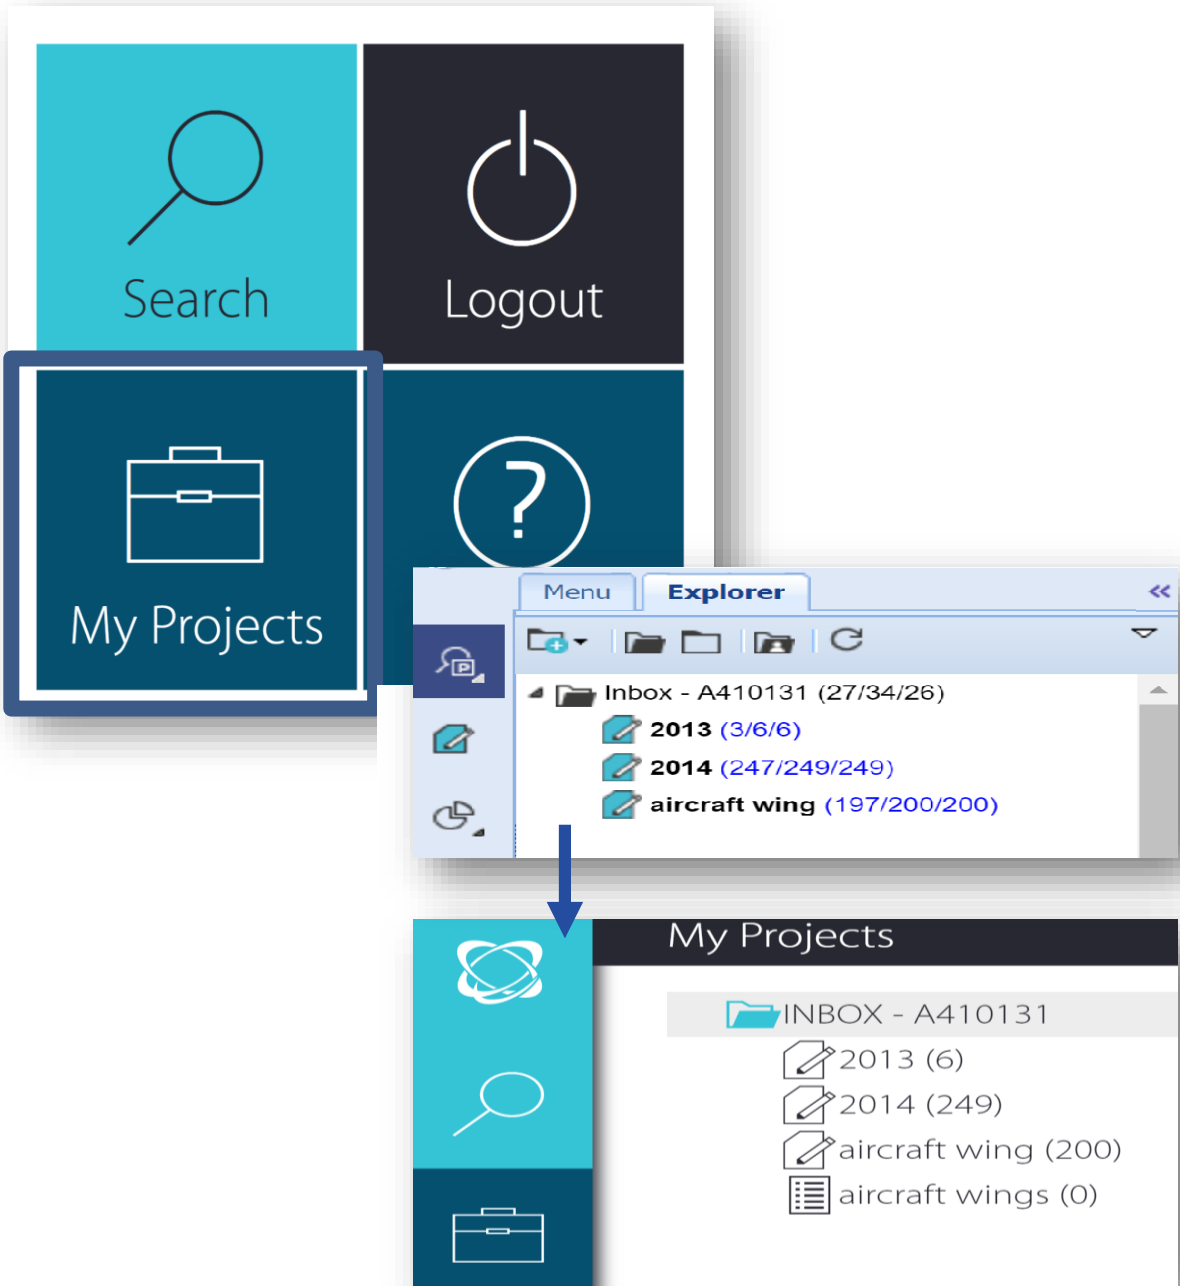 Search
Logout
?
My Projects
Menu
Explorer
P
Inbox - A410131 (27/34/26)
2013 (3/6/6)
2014 (247/249/249)
aircraft wing (197/200/200)
My Projects
INBOX - A410131
2013 (6)
2014 (249)
aircraft wing (200)
aircraft wings (0)